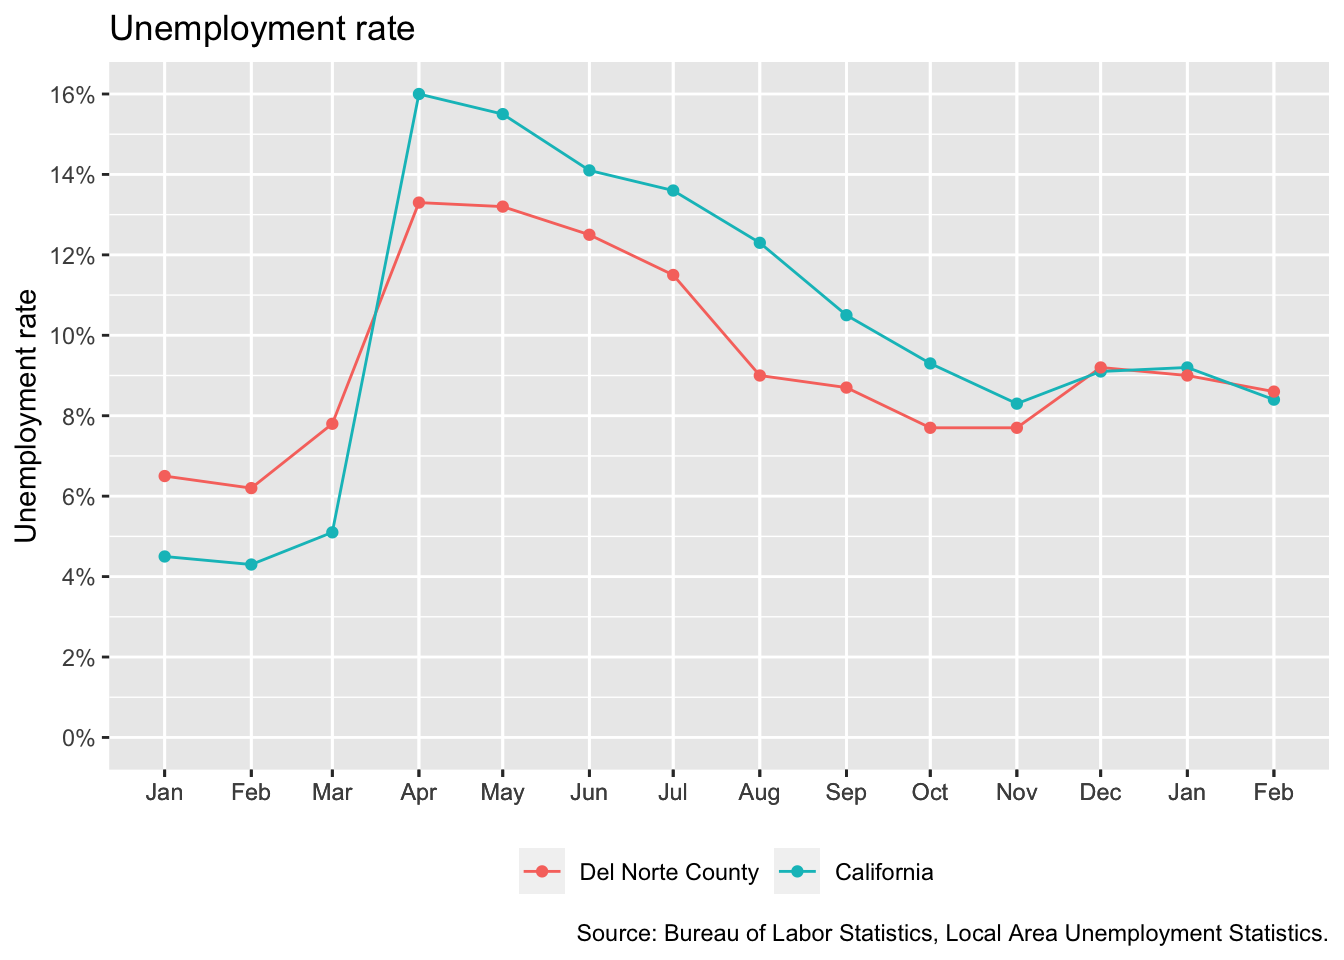 Unemployment rate
Unemployment rate
16%
14%
12%
10%
8%
6%
4%
2%
0%
Jan Feb Mar Apr May Jun Jul Aug Sep Oct Nov Dec Jan Feb
Del Norte County California
Source: Bureau of Labor Statistics, Local Area Unemployment Statistics.